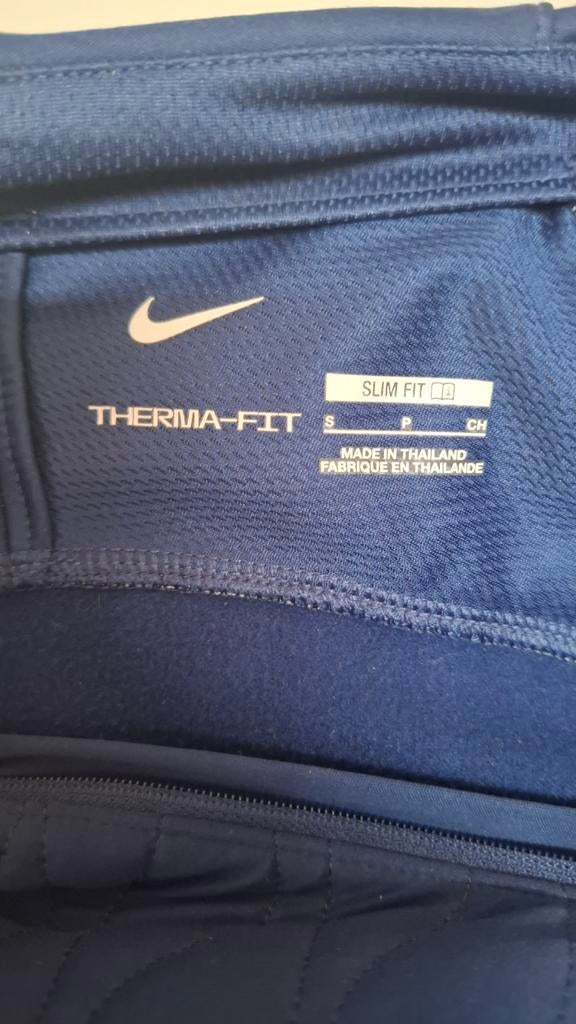 THERMA-FIT
SLIM FIT
S P CH
MADE IN THAILAND
FABRIQUE EN THAILANDE